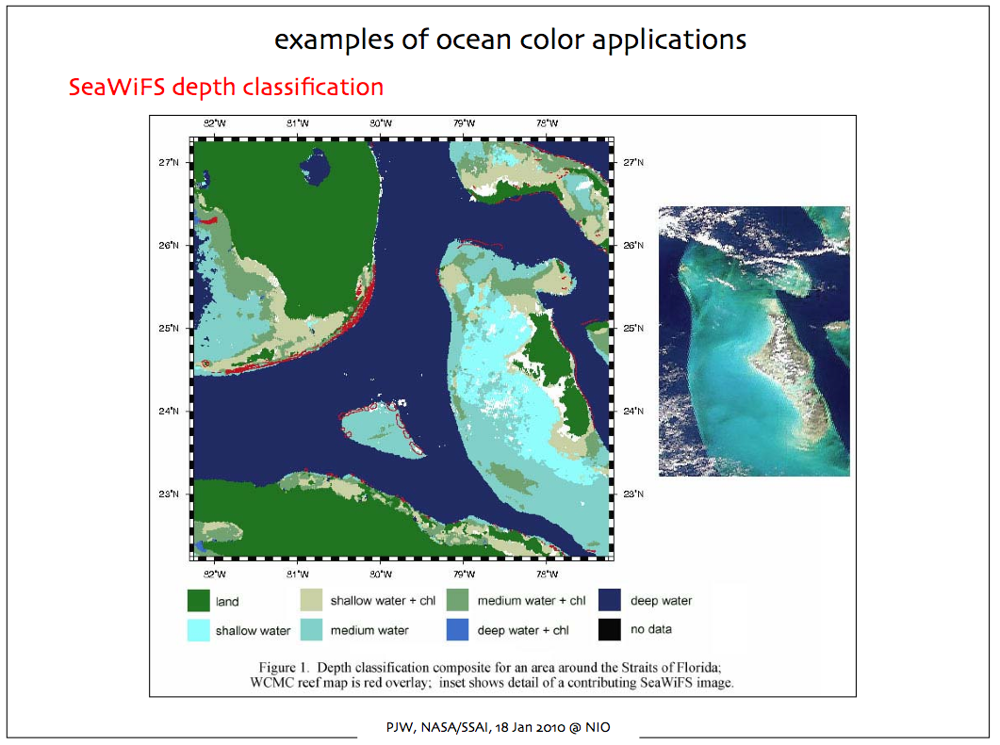 examples of ocean color applications
SeaWiFS depth classification
82°W 81°W 80°W 79°W 78°W
27°N 27°N
26°N 26°N
25°N 25°N
24°N 24°N
23°N 23°N
82°W 81°W 80°W 79°W 78°W
land shallow water + chl medium water + chl deep water
shallow water medium water deep water + chl no data
Figure 1. Depth classification composite for an area around the Straits of Florida;
WCMC reef map is red overlay; inset shows detail of a contributing SeaWiFS image.
PJW, NASA/SSAI, 18 Jan 2010 @ NIO